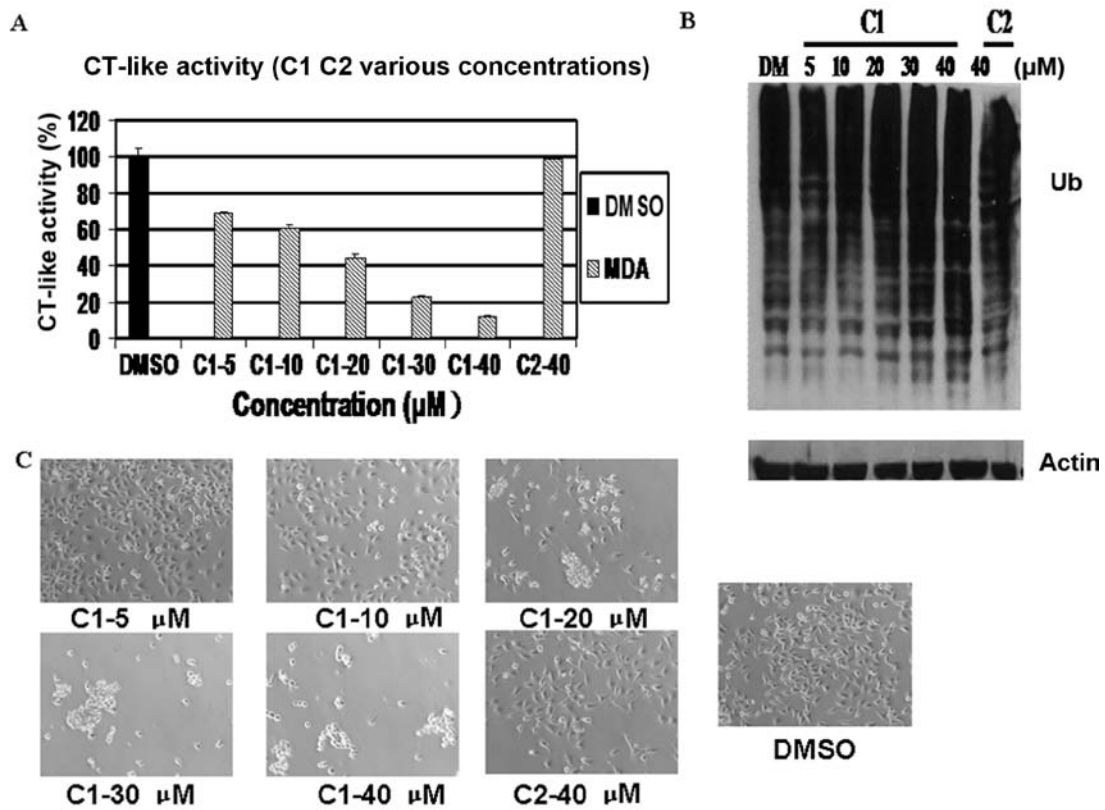 A
CT-like activity (C1 C2 various concentrations)
CT-like activity (%)
120
100
80
60
40
20
0
DMSO C1-5 C1-10 C1-20 C1-30 C1-40 C2-40
Concentration (µM )
DMSO
MDA
B
C1 C2
DM 5 10 20 30 40 40 (µM)
Ub
Actin
C
C1-5 µM C1-10 µM C1-20 µM
C1-30 µM C1-40 µM C2-40 µM
DMSO